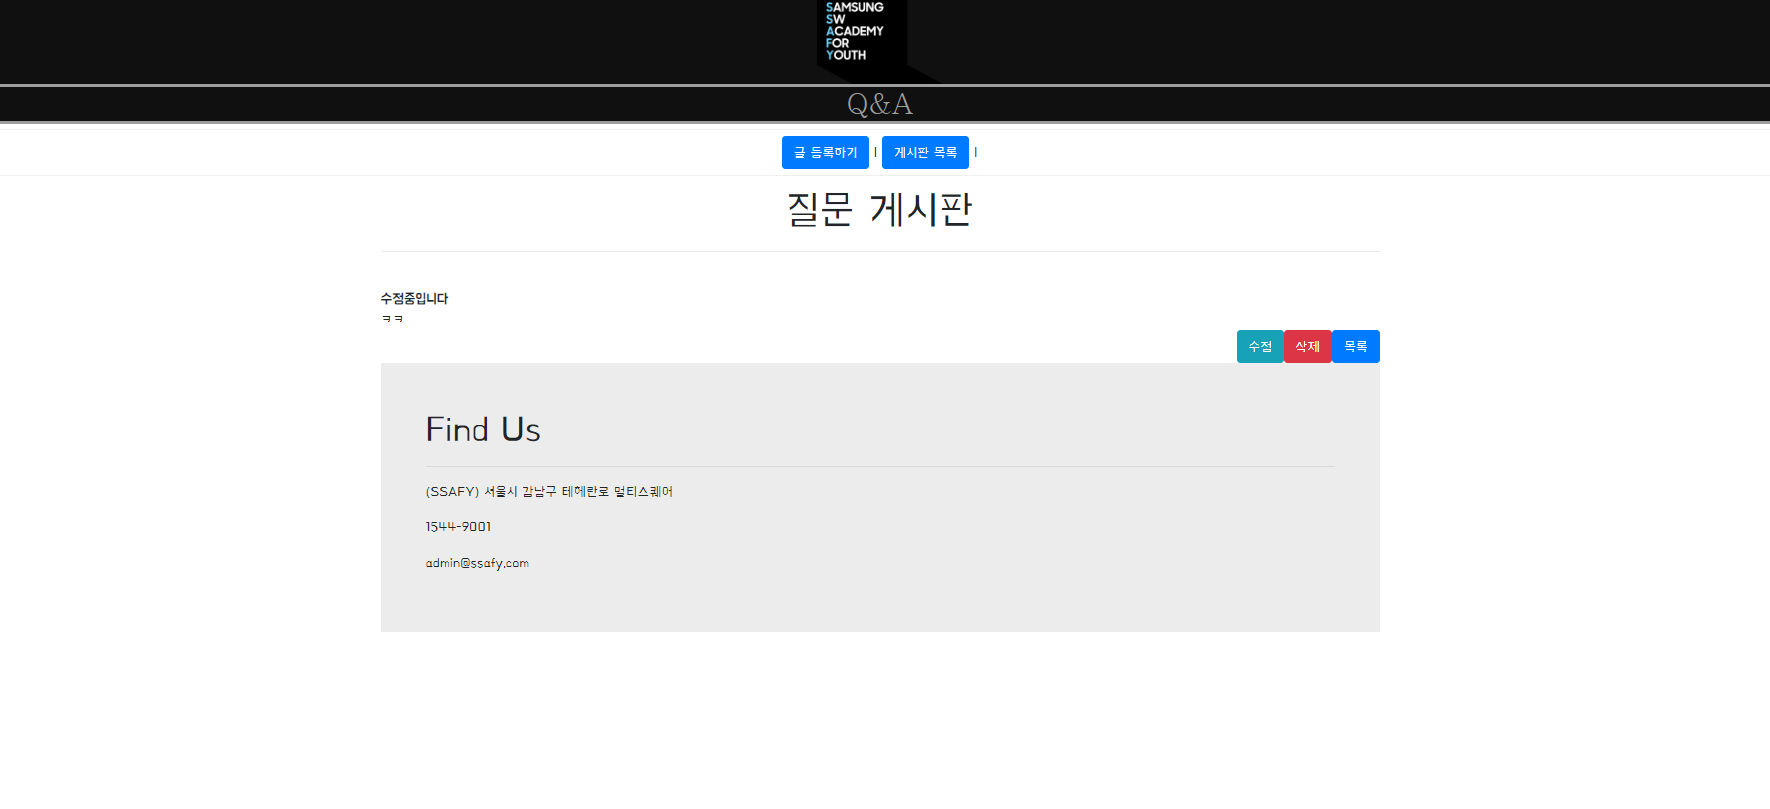 SAMSUNG
SW
ACADEMY
FOR
YOUTH
Q&A
글 등록하기 | 게시판 목록 |
질문 게시판
수정중입니다
ㅋㅋ
수정 삭제 목록
Find Us
(SSAFY) 서울시 강남구 테헤란로 멀티스퀘어
1544-9001
admin@ssafy.com